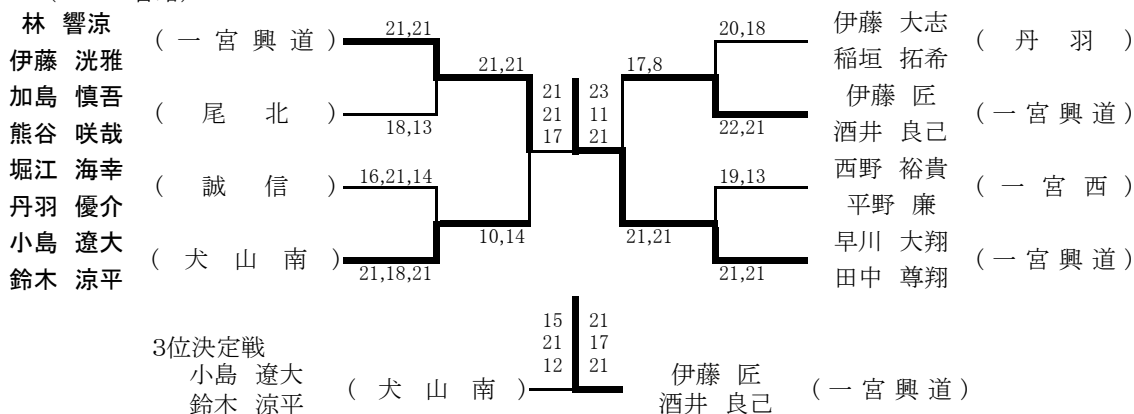 林 響涼
伊藤 洸雅
(一宮興道)
21,21
加島 慎吾
熊谷 咲哉
(尾北)
18,13
21,21
堀江 海幸
丹羽 優介
(誠信)
16,21,14
小島 遼大
鈴木 涼平
(犬山南)
21,18,21
10,14
21 23
21 11
17 21
20,18
伊藤 大志
稲垣 拓希
(丹羽)
17,8
伊藤 匠
酒井 良己
(一宮興道)
22,21
19,13
西野 裕貴
平野 廉
(一宮西)
21,21
早川 大翔
田中 尊翔
(一宮興道)
21,21
3位決定戦
小島 遼大
鈴木 涼平
(犬山南)
15 21
21 17
12 21
伊藤 匠
酒井 良己
(一宮興道)